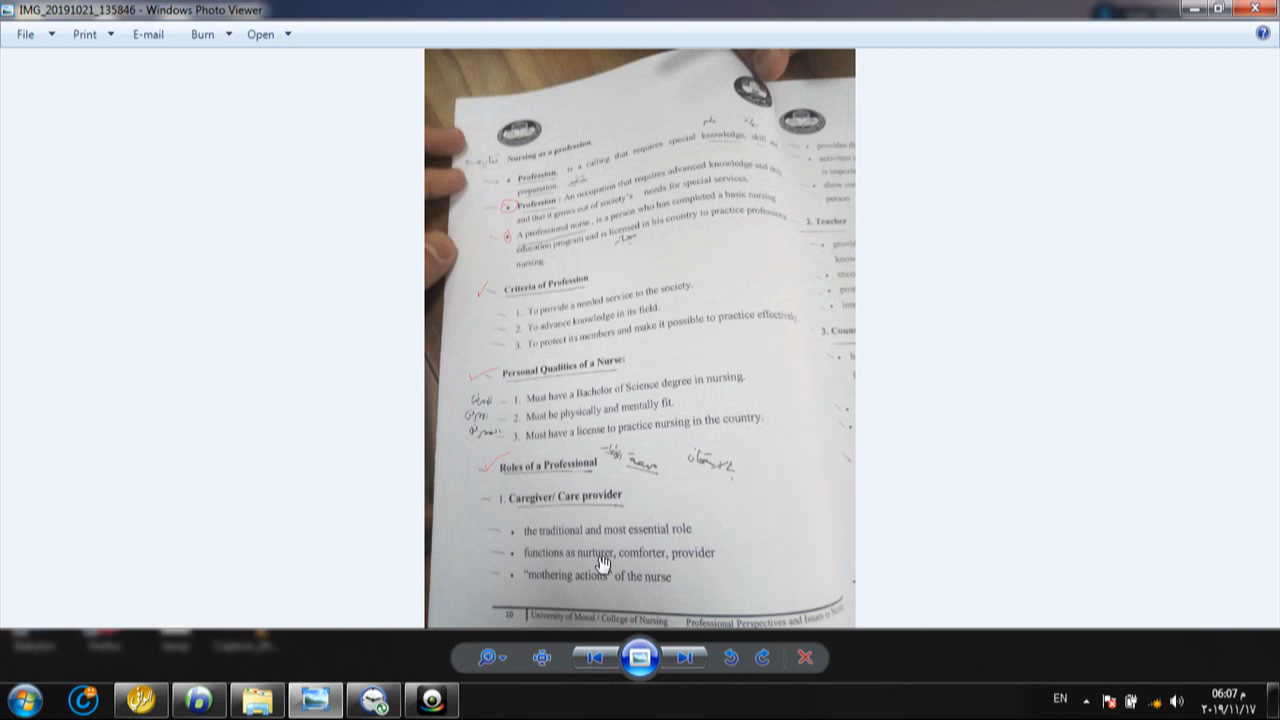 IMG_20191021_135846 - Windows Photo Viewer
File Print E-mail Burn Open
Nursing as a profession
• Profession is a calling that requires special knowledge, skill and
preparation.
• Profession : An occupation that requires advanced knowledge and skills
and that it grows out of society's needs for special services.
• A professional nurse, is a person who has completed a basic nursing
education program and is licensed in his country to practice professional
nursing.
Criteria of Profession
1. To provide a needed service to the society.
2. To advance knowledge in its field.
3. To protect its members and make it possible to practice effectively.
Personal Qualities of a Nurse:
1. Must have a Bachelor of Science degree in nursing.
2. Must be physically and mentally fit.
3. Must have a license to practice nursing in the country.
Roles of a Professional
1. Caregiver/ Care provider
• the traditional and most essential role
• functions as nurturer, comforter, provider
• "mothering actions" of the nurse
10 University of Mosul / College of Nursing Professional Perspectives and Issues in
• provides
• activities
is
• show
person
2. Teacher
•
•
•
•
3.
EN
06:07 م
٢٠١٩/١١/١٧